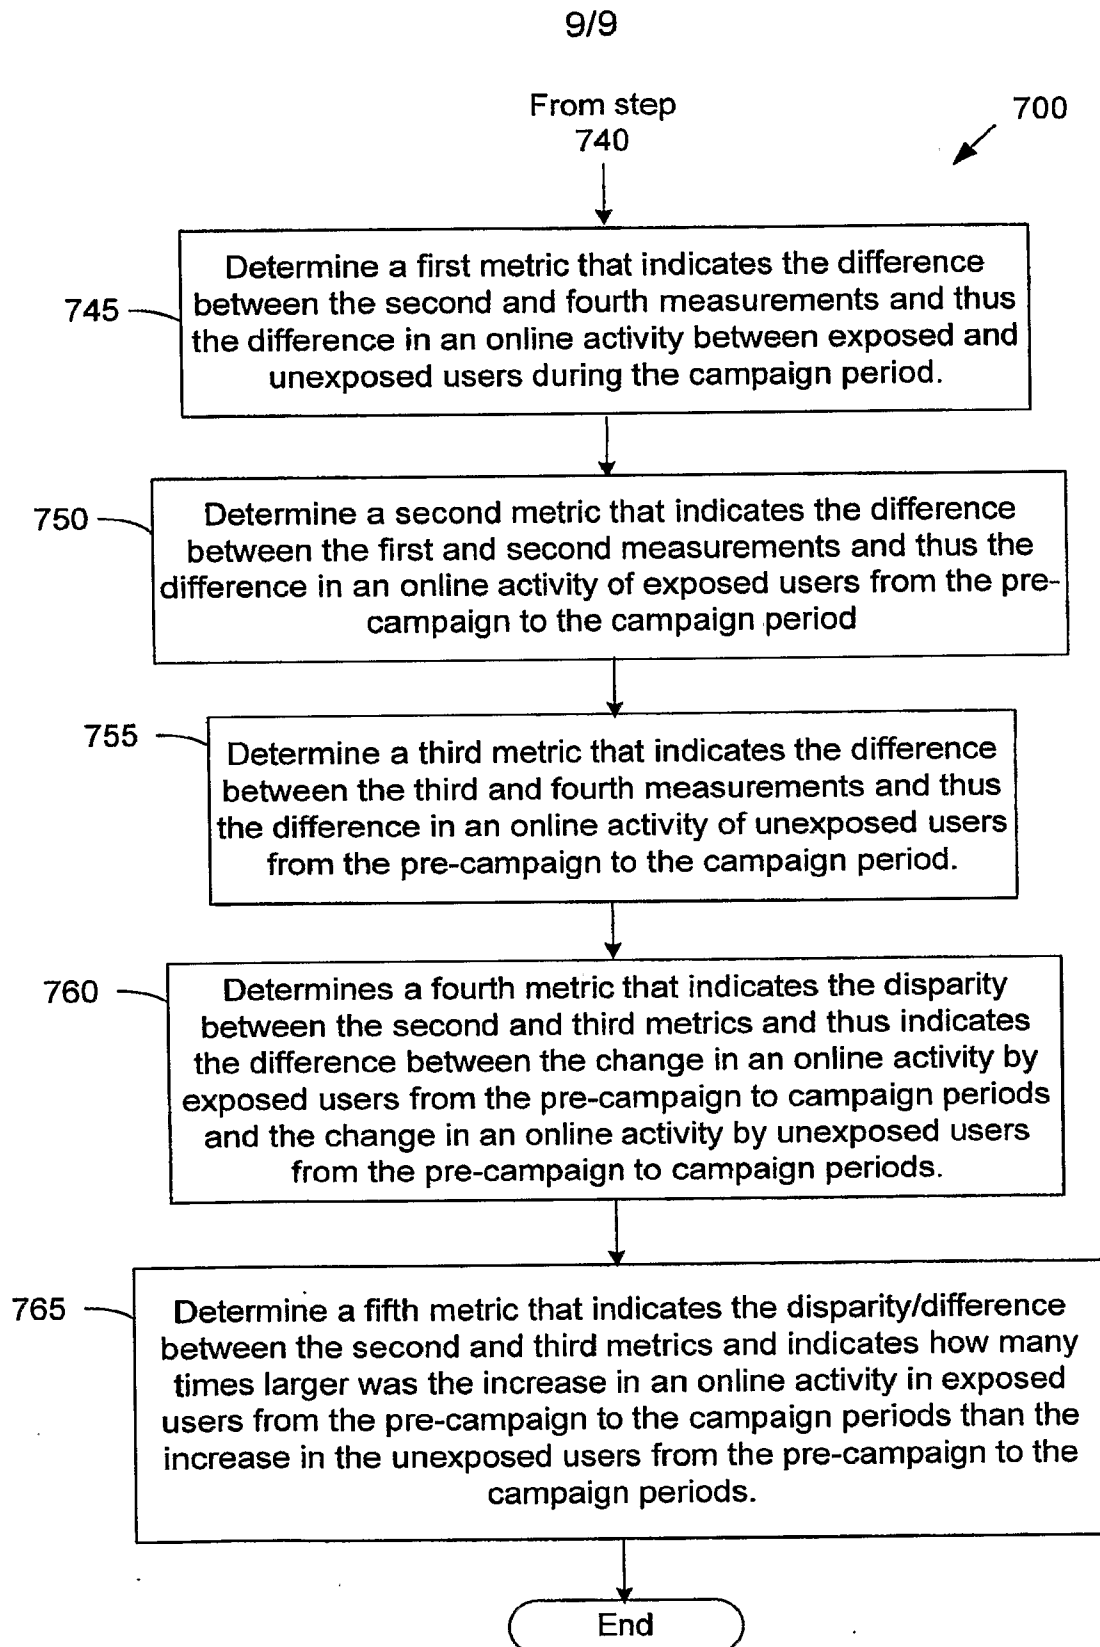 9/9
From step
740
700
745
Determine a first metric that indicates the difference
between the second and fourth measurements and thus
the difference in an online activity between exposed and
unexposed users during the campaign period.
750
Determine a second metric that indicates the difference
between the first and second measurements and thus the
difference in an online activity of exposed users from the pre-
campaign to the campaign period
755
Determine a third metric that indicates the difference
between the third and fourth measurements and thus
the difference in an online activity of unexposed users
from the pre-campaign to the campaign period.
760
Determines a fourth metric that indicates the disparity
between the second and third metrics and thus indicates
the difference between the change in an online activity by
exposed users from the pre-campaign to campaign periods
and the change in an online activity by unexposed users
from the pre-campaign to campaign periods.
765
Determine a fifth metric that indicates the disparity/difference
between the second and third metrics and indicates how many
times larger was the increase in an online activity in exposed
users from the pre-campaign to the campaign periods than the
increase in the unexposed users from the pre-campaign to the
campaign periods.
End